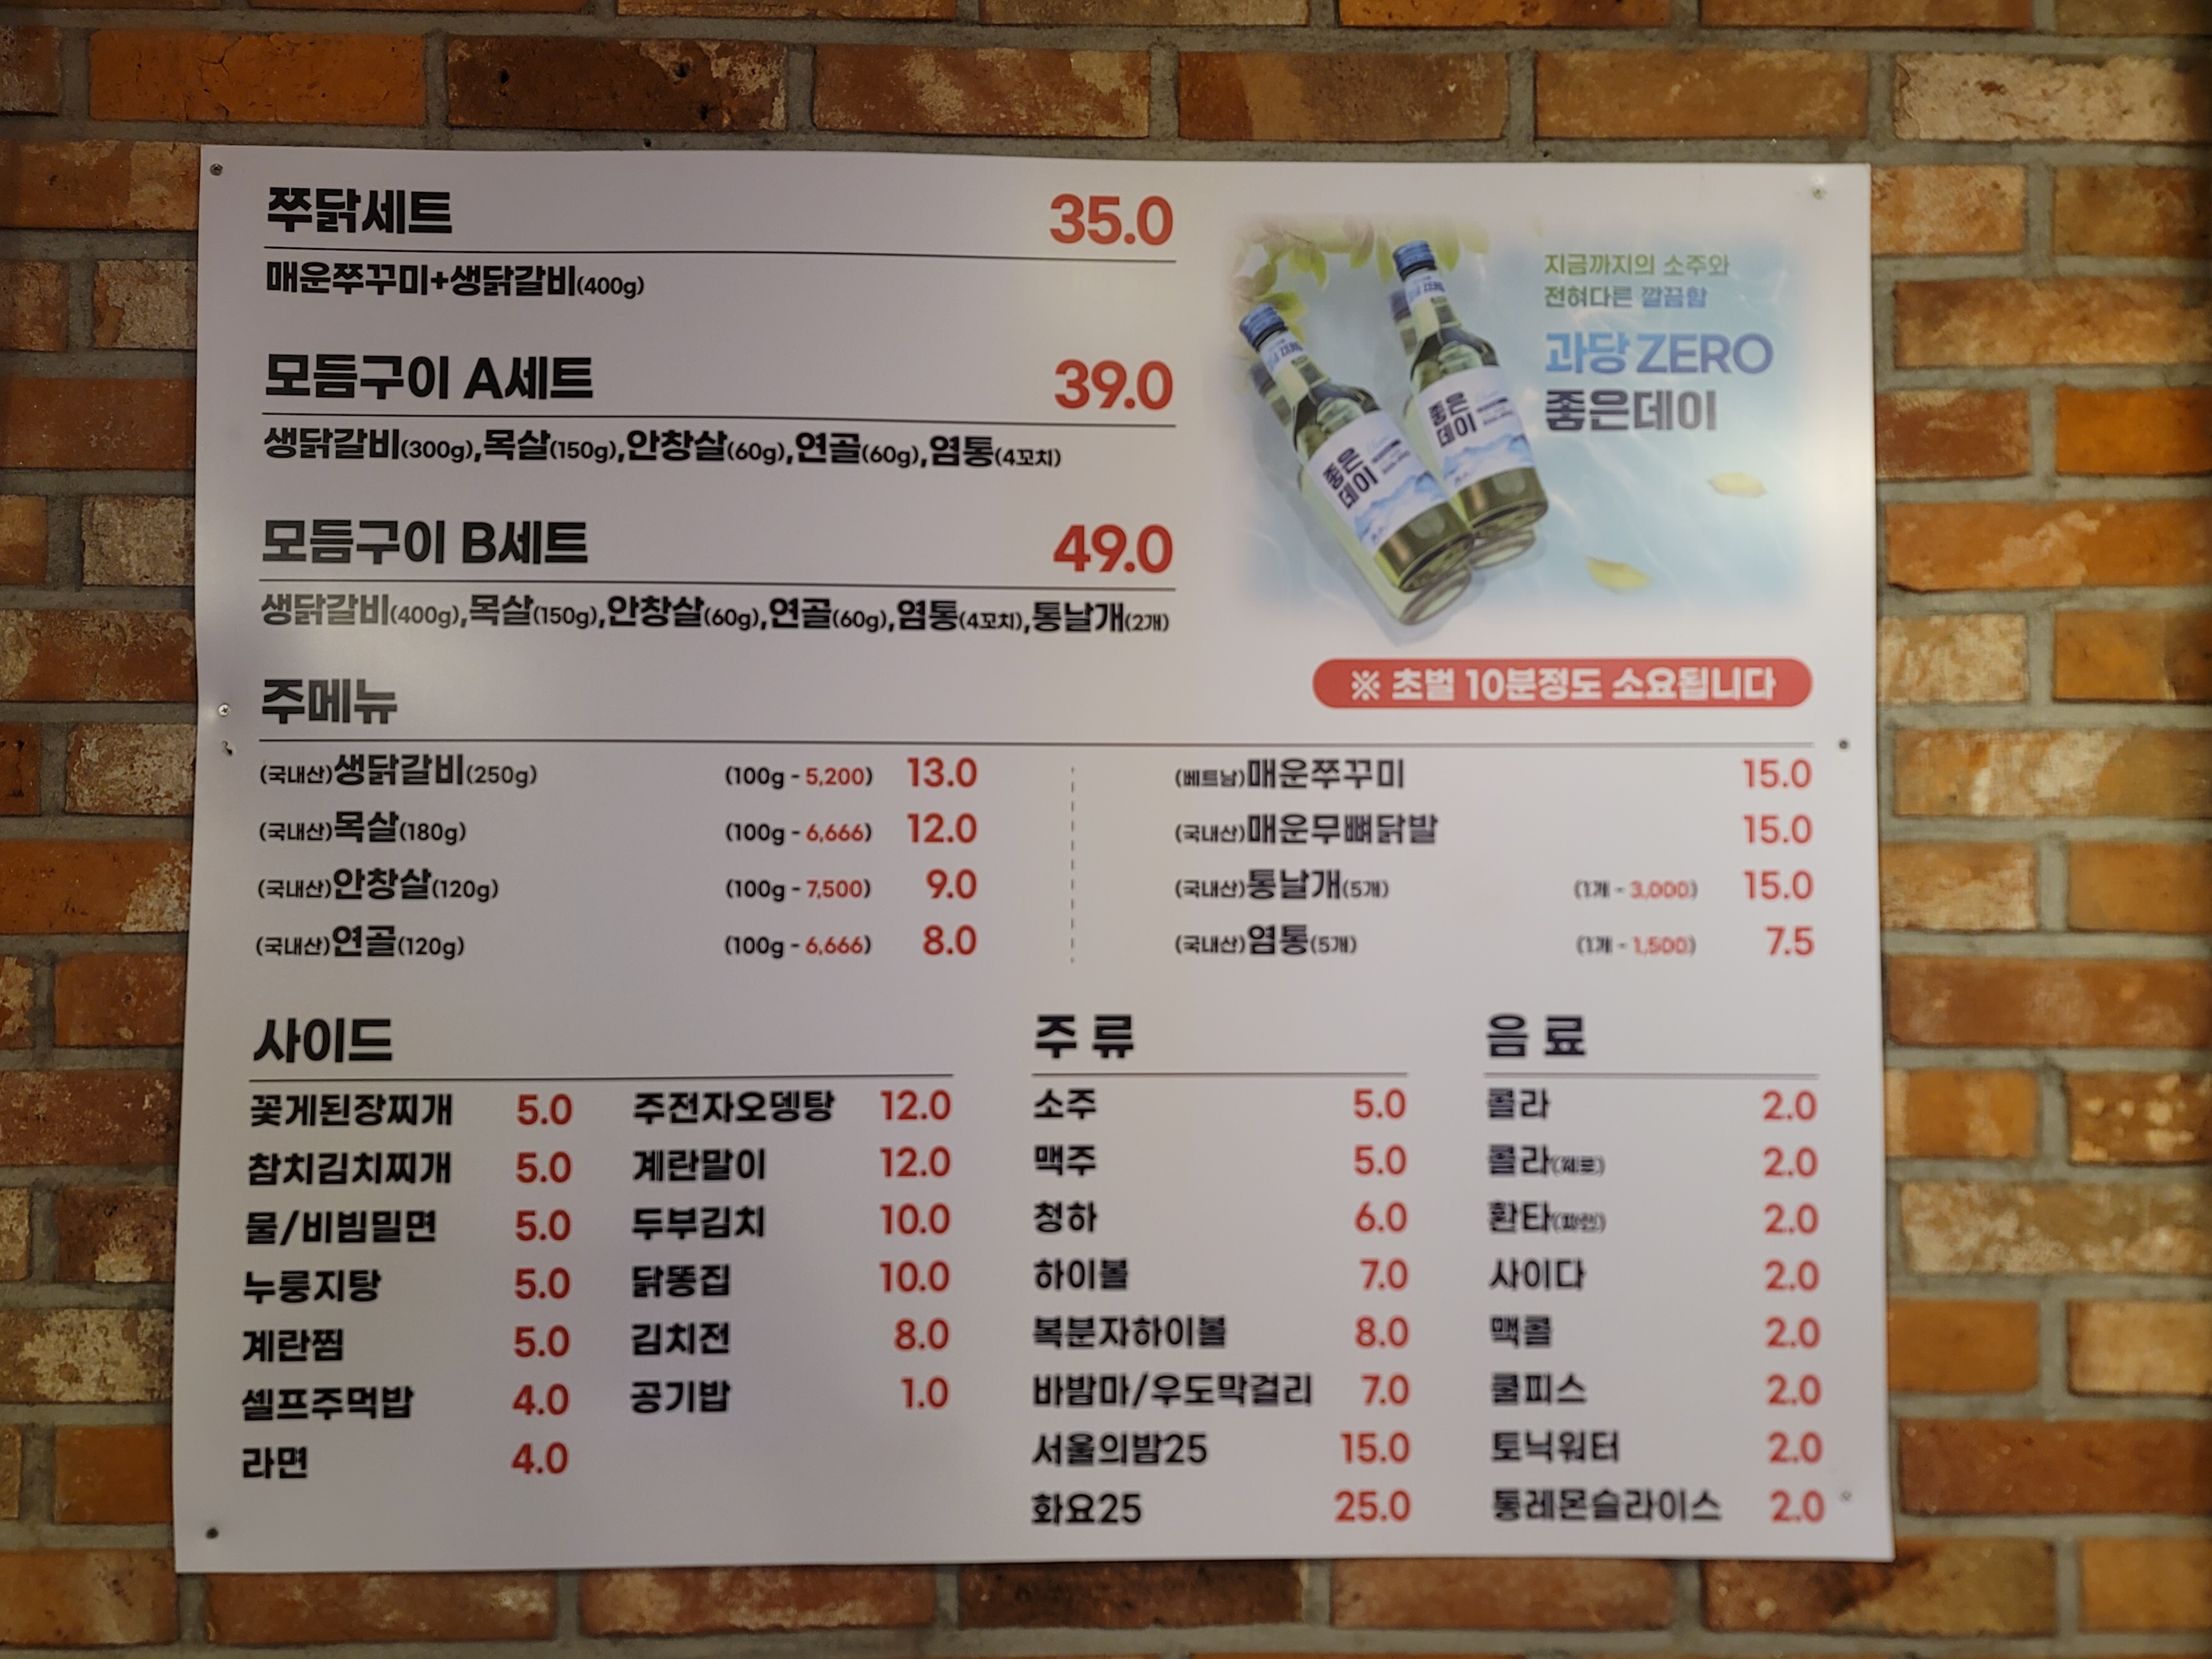 쭈닭세트 35.0
매운쭈꾸미+생닭갈비(400g)
모듬구이 A세트 39.0
생닭갈비(300g),목살(150g),안창살(60g),연골(60g),염통(4꼬치)
모듬구이 B세트 49.0
생닭갈비(400g),목살(150g),안창살(60g),연골(60g),염통(4꼬치),통날개(2개)
지금까지의 소주와
전혀다른 깔끔함
과당 ZERO
좋은데이
좋은데이
좋은데이
※ 초벌 10분정도 소요됩니다
주메뉴
(국내산)생닭갈비(250g) (100g - 5,200) 13.0
(국내산)목살(180g) (100g - 6,666) 12.0
(국내산)안창살(120g) (100g - 7,500) 9.0
(국내산)연골(120g) (100g - 6,666) 8.0
(베트남)매운쭈꾸미 15.0
(국내산)매운무뼈닭발 15.0
(국내산)통날개(5개) (1개 - 3,000) 15.0
(국내산)염통(5개) (1개 - 1,500) 7.5
사이드
꽃게된장찌개 5.0
참치김치찌개 5.0
물/비빔밀면 5.0
누룽지탕 5.0
계란찜 5.0
셀프주먹밥 4.0
라면 4.0
주전자오뎅탕 12.0
계란말이 12.0
두부김치 10.0
닭똥집 10.0
김치전 8.0
공기밥 1.0
주 류
소주 5.0
맥주 5.0
청하 6.0
하이볼 7.0
복분자하이볼 8.0
바밤마/우도막걸리 7.0
서울의밤25 15.0
화요25 25.0
음 료
콜라 2.0
콜라(제로) 2.0
환타(파인) 2.0
사이다 2.0
맥콜 2.0
쿨피스 2.0
토닉워터 2.0
통레몬슬라이스 2.0